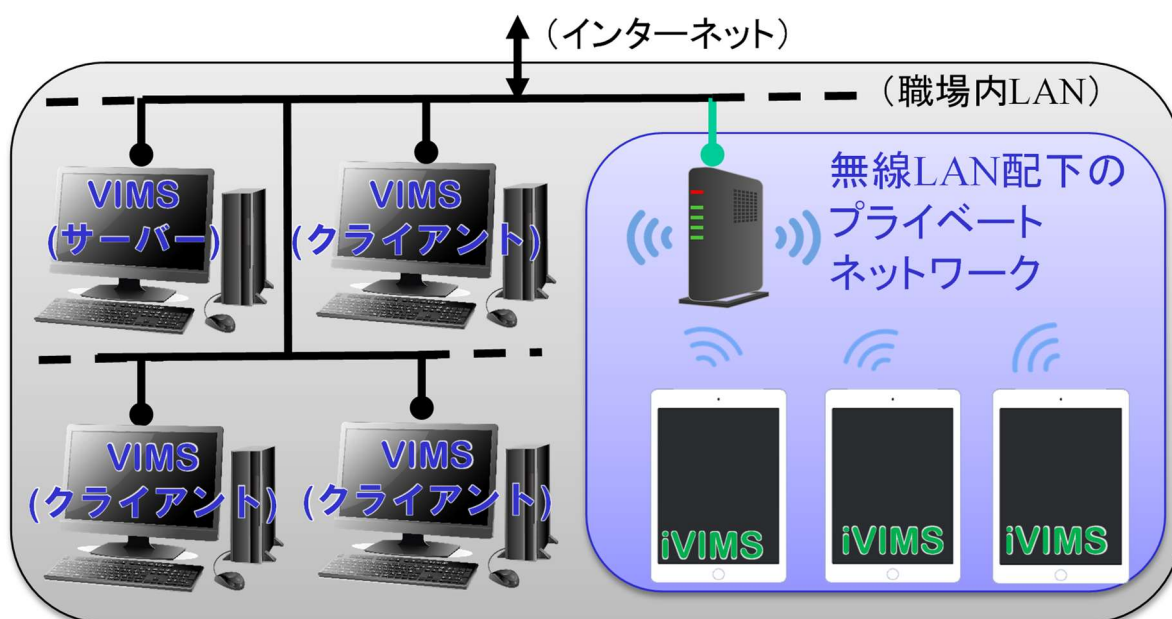 （インターネット）
（職場内LAN）
VIMS
(サーバー)
VIMS
(クライアント)
無線LAN配下の
プライベート
ネットワーク
VIMS
(クライアント)
VIMS
(クライアント)
iVIMS
iVIMS
iVIMS